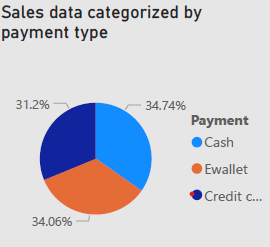 Sales data categorized by
payment type
31.2%
34.74%
34.06%
Payment
Cash
Ewallet
Credit c...